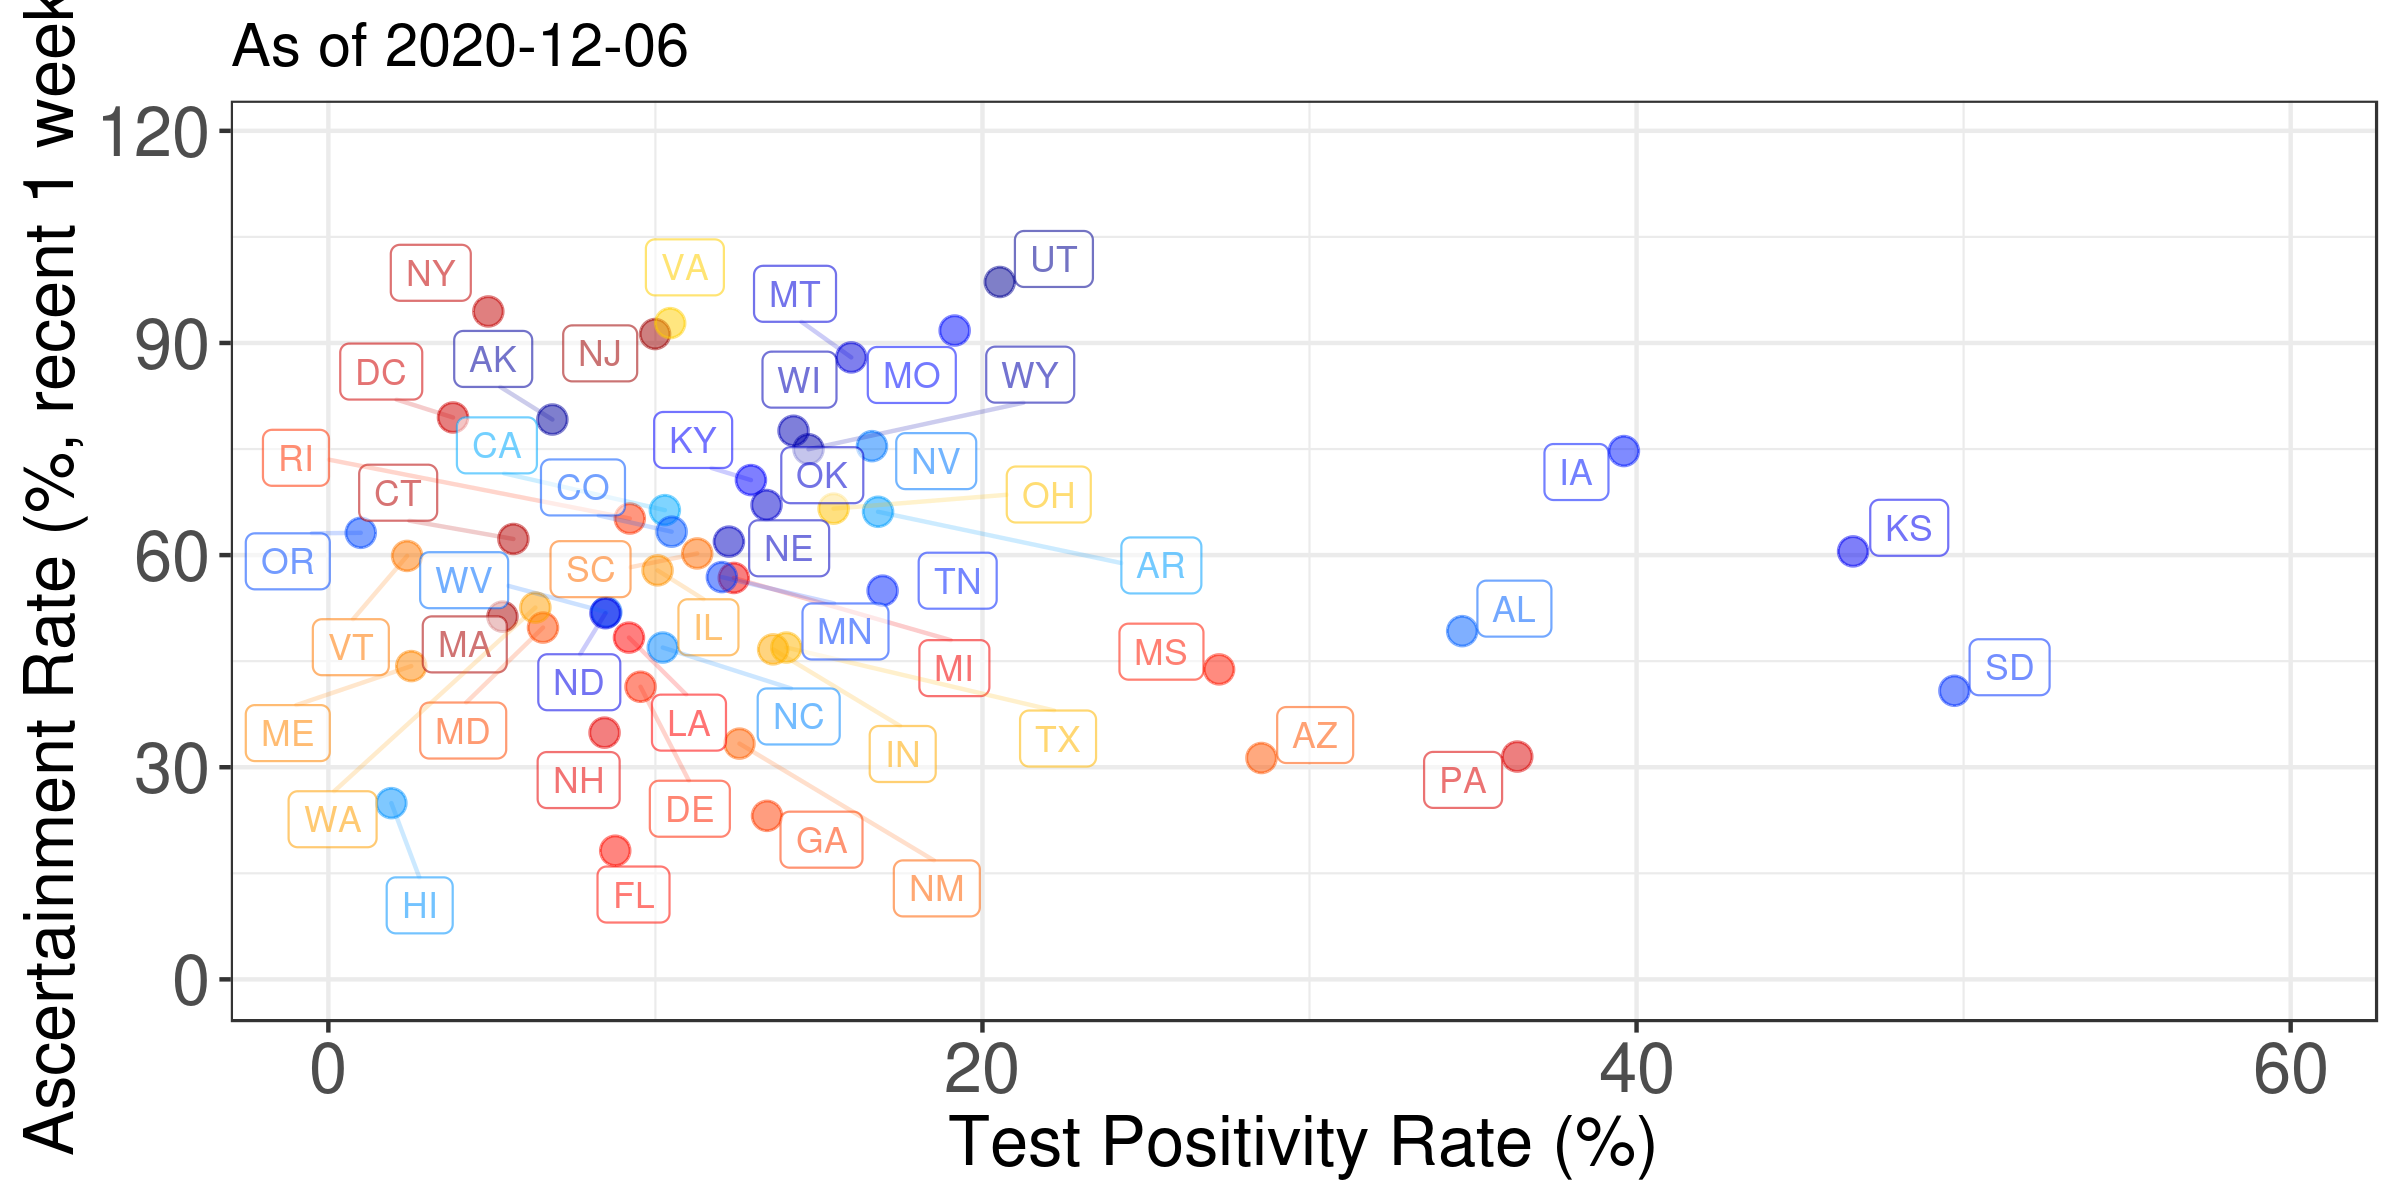 As of 2020-12-06
Ascertainment Rate (%, recent 1 week
120
90
60
30
0
UT
NY
VA
MT
NJ
AK
DC
WI
MO
WY
CA
KY
RI
NV
IA
CO
OK
CT
OH
KS
NE
OR
SC
AR
WV
TN
AL
IL
MN
VT
MA
MS
MI
SD
ND
NC
LA
ME
MD
TX
AZ
IN
NH
PA
DE
WA
GA
NM
FL
HI
0
20
40
60
Test Positivity Rate (%)